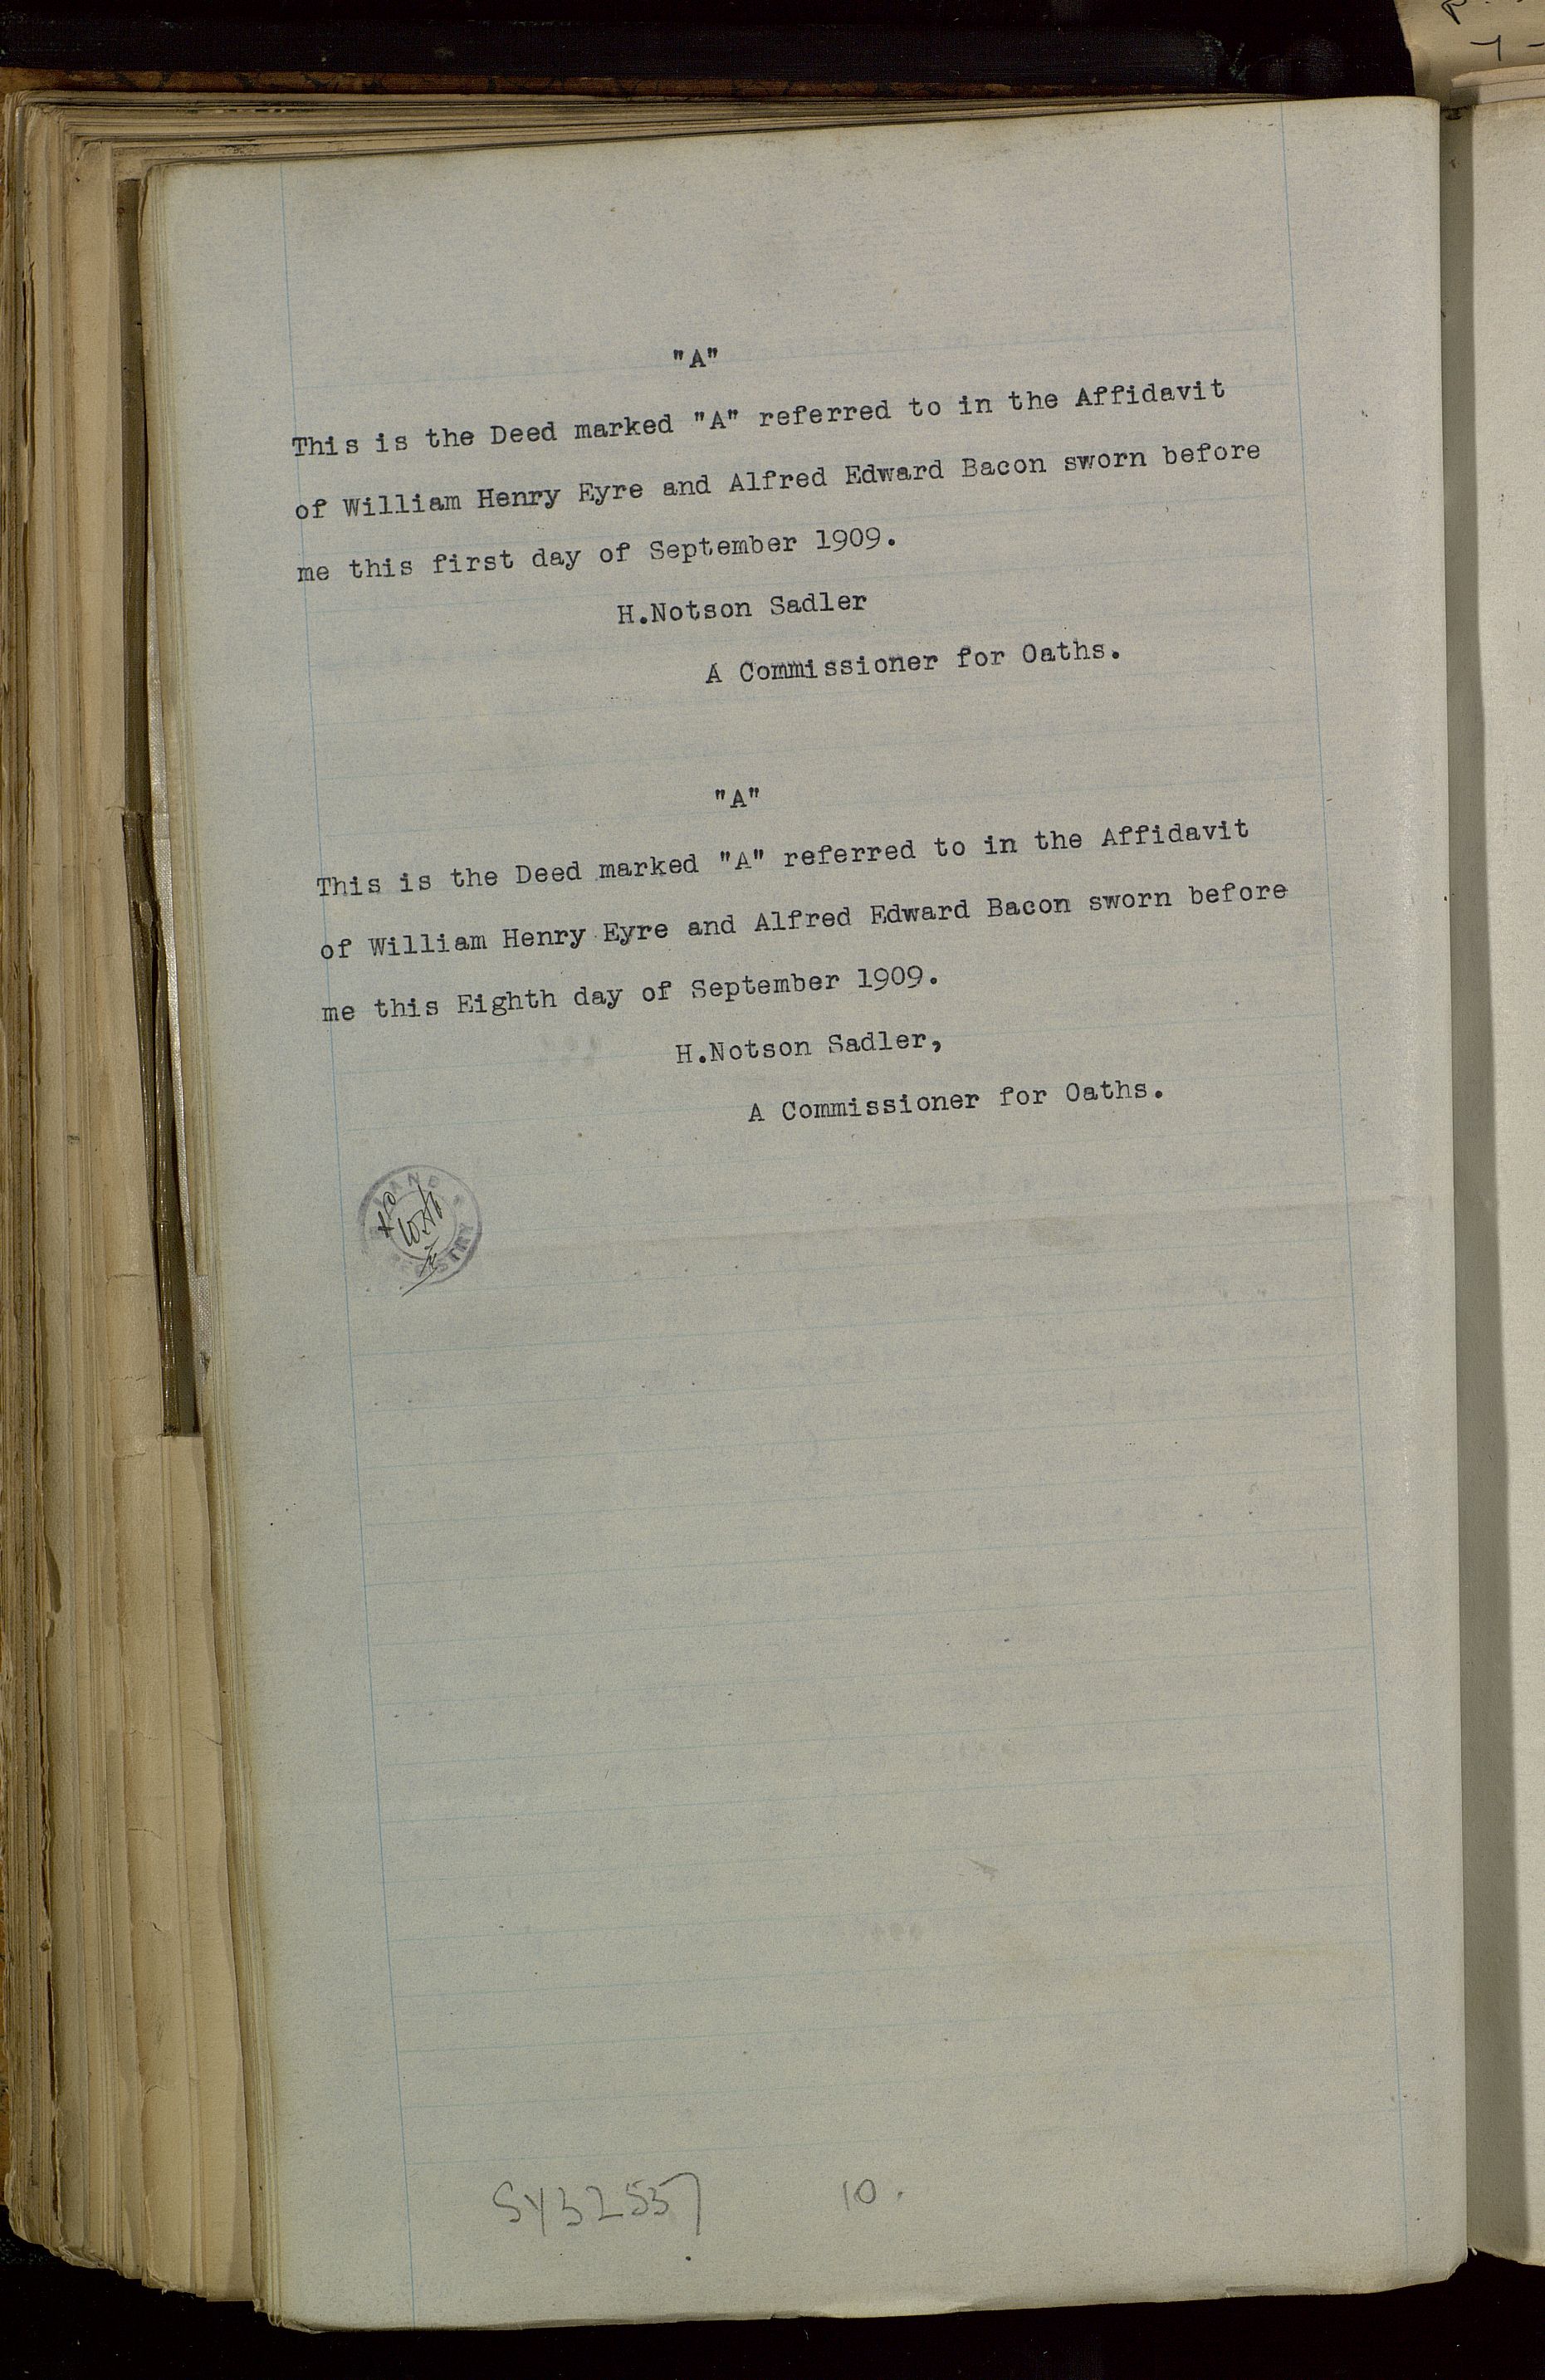 "A"
This is the Deed marked "A" referred to in the Affidavit
of William Henry Eyre and Alfred Edward Bacon sworn before
me this first day of September 1909.
H.Notson Sadler
A Commissioner for Oaths.
"A"
This is the Deed marked "A" referred to in the Affidavit
of William Henry Eyre and Alfred Edward Bacon sworn before
me this Eighth day of September 1909.
H.Notson Sadler,
A Commissioner for Oaths.
LAND
SY32557 10.